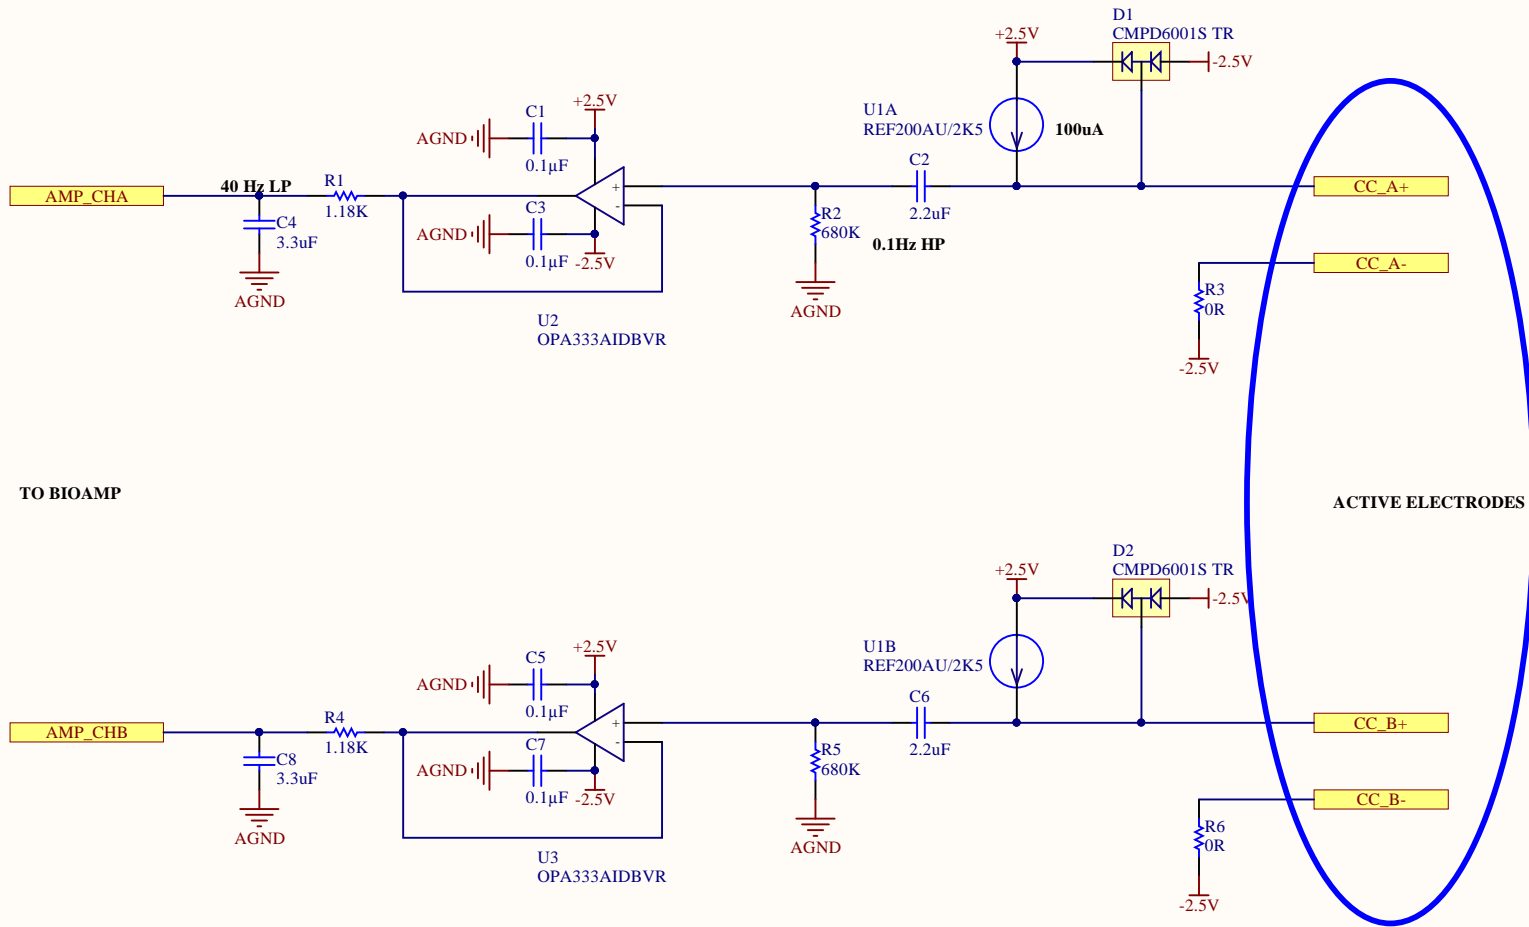 D1
CMPD6001S TR
+2.5V
-2.5V
U1A
REF200AU/2K5
100uA
+2.5V
C1
AGND
0.1µF
C2
2.2uF
AMP_CHA
40 Hz LP
R1
1.18K
+
-
CC_A+
C3
AGND
0.1µF
-2.5V
C4
3.3uF
R2
680K
0.1Hz HP
CC_A-
AGND
AGND
R3
0R
U2
OPA333AIDBVR
-2.5V
TO BIOAMP
ACTIVE ELECTRODES
D2
CMPD6001S TR
+2.5V
-2.5V
U1B
REF200AU/2K5
+2.5V
C5
AGND
0.1µF
C6
2.2uF
AMP_CHB
R4
1.18K
+
-
CC_B+
C7
AGND
0.1µF
-2.5V
C8
3.3uF
R5
680K
CC_B-
AGND
AGND
R6
0R
U3
OPA333AIDBVR
-2.5V